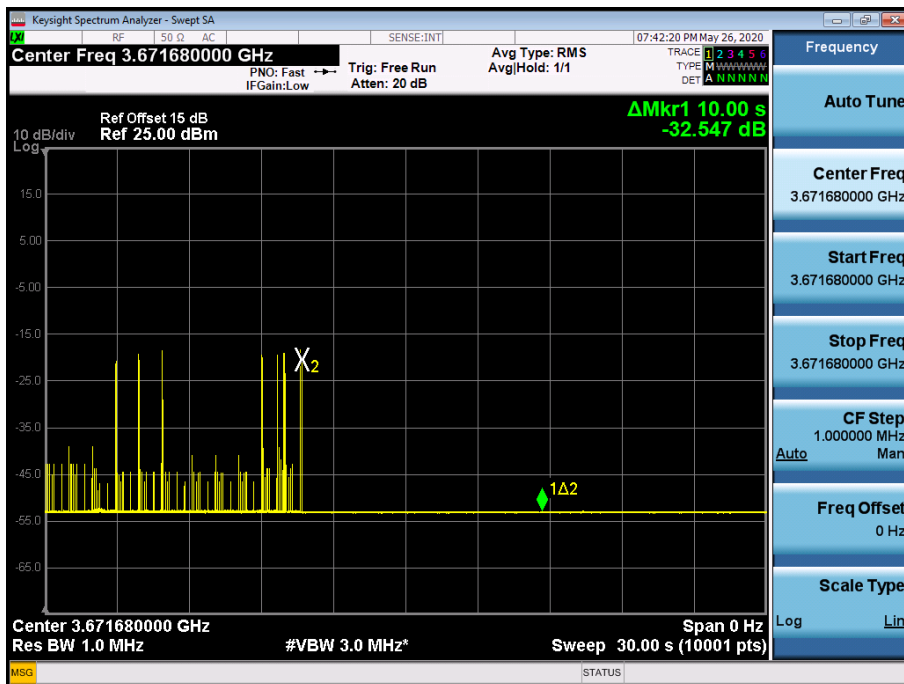 Keysight Spectrum Analyzer - Swept SA
LXI RF 50 Ω AC SENSE:INT 07:42:20 PM May 26, 2020
Center Freq 3.671680000 GHz
PNO: Fast
IFGain:Low
Trig: Free Run
Atten: 20 dB
Avg Type: RMS
Avg|Hold: 1/1
TRACE 1 2 3 4 5 6
TYPE M WWWWW
DET A N N N N N
ΔMkr1 10.00 s
-32.547 dB
Ref Offset 15 dB
10 dB/div Ref 25.00 dBm
Log
15.0
5.00
-5.00
-15.0
-25.0
-35.0
-45.0
-55.0
-65.0
X2
1Δ2
Center 3.671680000 GHz Span 0 Hz
Res BW 1.0 MHz #VBW 3.0 MHz* Sweep 30.00 s (10001 pts)
MSG STATUS
Frequency
Auto Tune
Center Freq
3.671680000 GHz
Start Freq
3.671680000 GHz
Stop Freq
3.671680000 GHz
CF Step
1.000000 MHz
Auto Man
Freq Offset
0 Hz
Scale Type
Log Lin